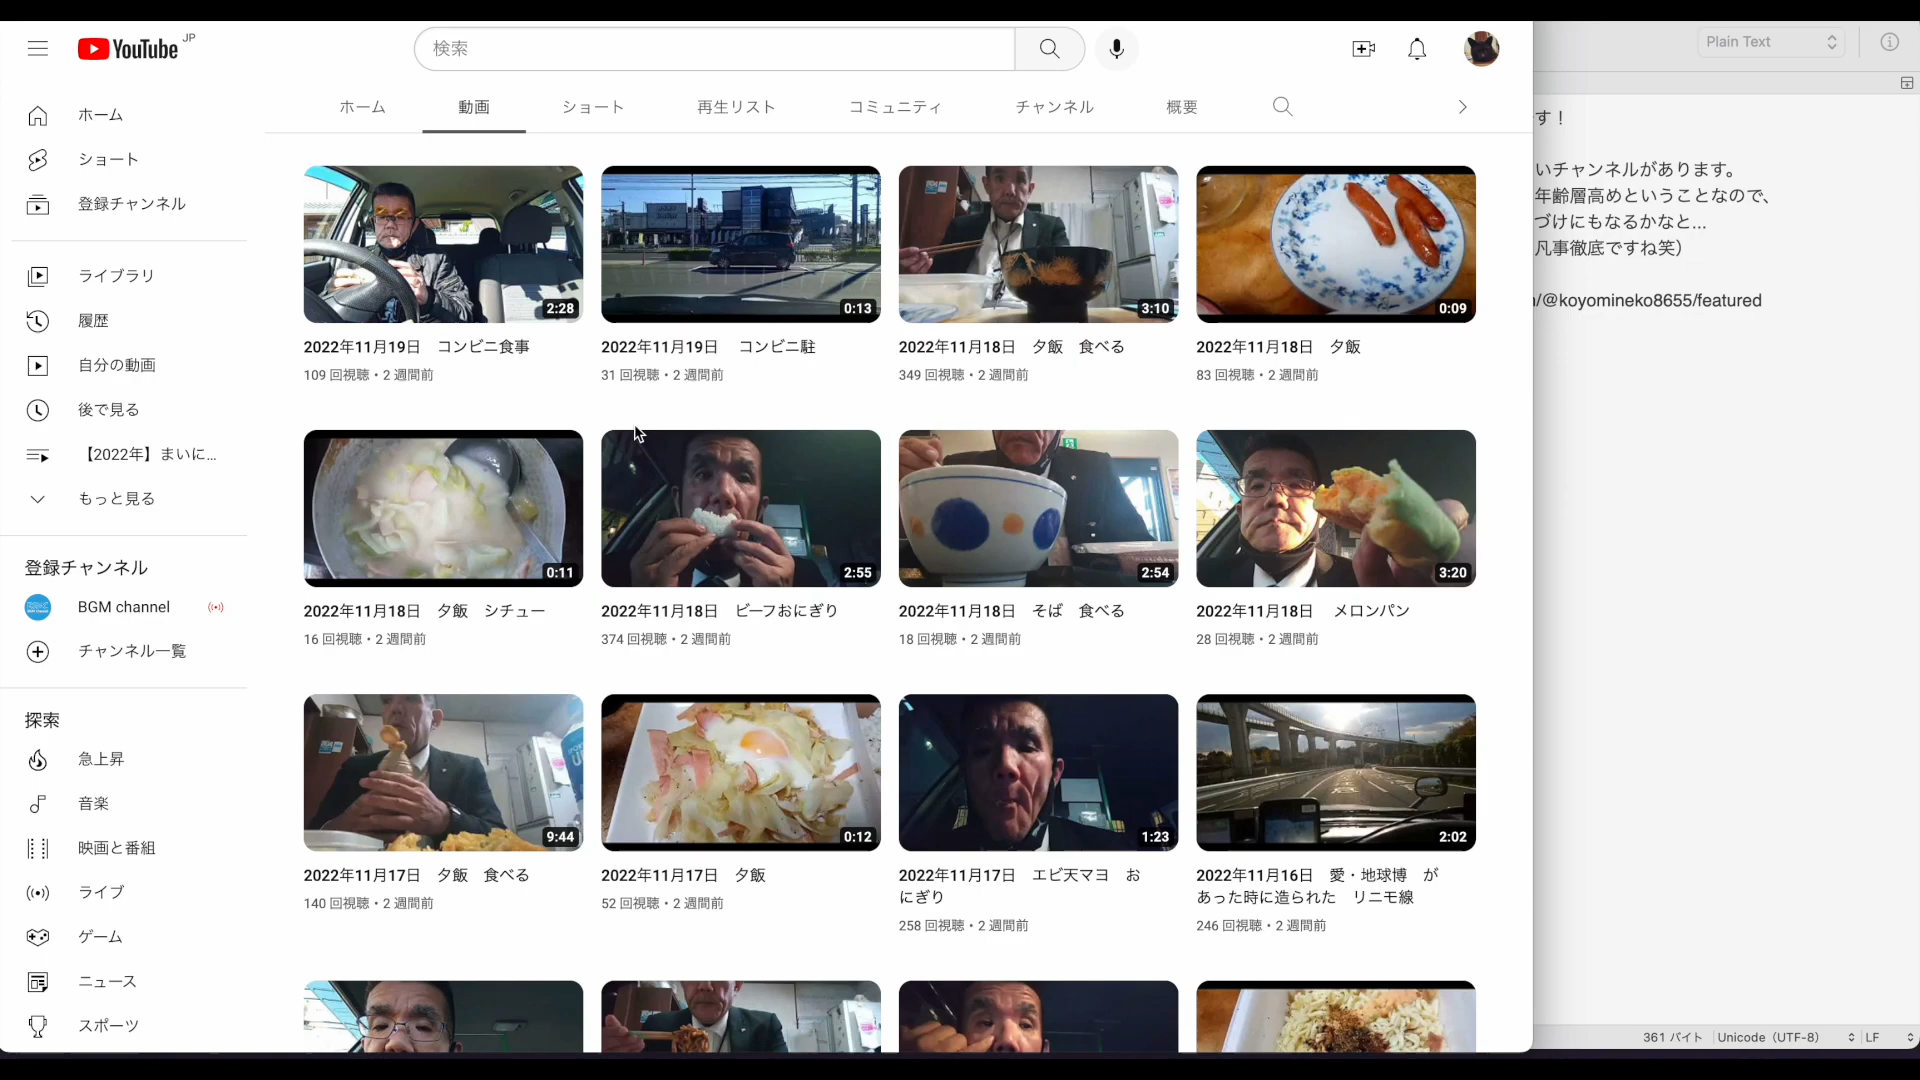 YouTube JP
検索
ホーム
ショート
登録チャンネル
ライブラリ
履歴
自分の動画
後で見る
【2022年】まいに...
もっと見る
登録チャンネル
BGM channel
チャンネル一覧
探索
急上昇
音楽
映画と番組
ライブ
ゲーム
ニュース
スポーツ
ホーム 動画 ショート 再生リスト コミュニティ チャンネル 概要
2:28 0:13 3:10 0:09
2022年11月19日 コンビニ食事
109 回視聴・2 週間前
2022年11月19日 コンビニ駐
31 回視聴・2 週間前
2022年11月18日 夕飯 食べる
349 回視聴・2 週間前
2022年11月18日 夕飯
83 回視聴・2 週間前
0:11 2:55 2:54 3:20
2022年11月18日 夕飯 シチュー
16 回視聴・2 週間前
2022年11月18日 ビーフおにぎり
374 回視聴・2 週間前
2022年11月18日 そば 食べる
18 回視聴・2 週間前
2022年11月18日 メロンパン
28 回視聴・2 週間前
9:44 0:12 1:23 2:02
2022年11月17日 夕飯 食べる
140 回視聴・2 週間前
2022年11月17日 夕飯
52 回視聴・2 週間前
2022年11月17日 エビ天マヨ お
にぎり
258 回視聴・2 週間前
2022年11月16日 愛・地球博 が
あった時に造られた リニモ線
246 回視聴・2 週間前
Plain Text
す！
いチャンネルがあります。
年齢層高めということなので、
づけにもなるかなと...
凡事徹底ですね笑）
/@koyomineko8655/featured
361 バイト Unicode（UTF-8） LF